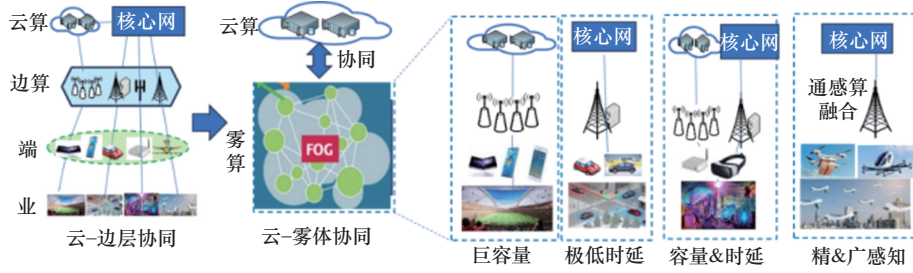 云算
核心网
边算
端
业
云–边层协同
云算
协同
雾算
FOG
云–雾体协同
巨容量
核心网
极低时延
核心网
容量&时延
核心网
通感算
融合
精&广感知